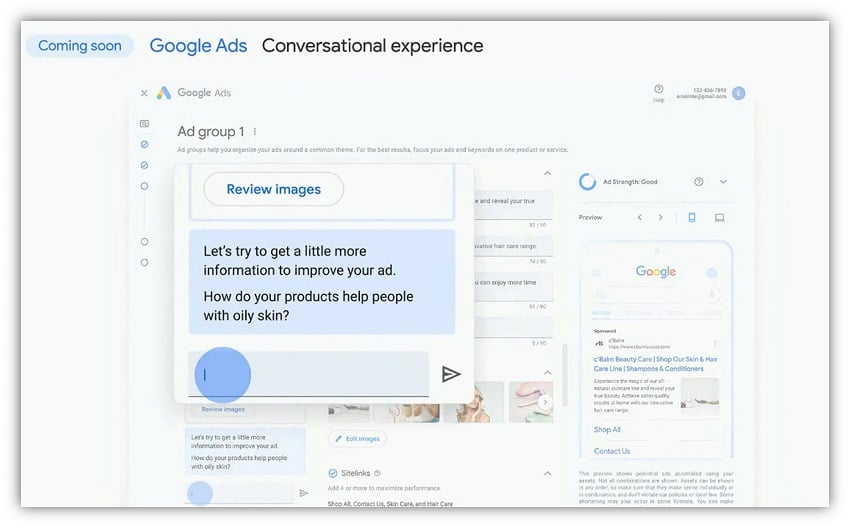 Coming soon
Google Ads Conversational experience
Google Ads
Help
123-456-7899
emailme@gmail.com
E
Ad group 1
Ad groups help you organize your ads around a common theme. For the best results, focus your ads and keywords on one product or service.
Review images
Let's try to get a little more
information to improve your ad.
How do your products help people
with oily skin?
e and reveal your true
ovative hair care range.
u can enjoy more time
51 / 90
0 / 90
Review images
Let's try to get a little more
information to improve your ad.
How do your products help people
with oily skin?
Edit images
Sitelinks
Add 4 or more to maximize performance
Shop All, Contact Us, Skin Care, and Hair Care
Ad Strength: Good
Preview
Google
Sponsored
c'Balm
c'Balm Beauty Care | Shop Our Skin & Hair
Care Line | Shampoos & Conditioners
Experience the magic of our all-
natural skincare line and reveal your
true beauty. Achieve salon quality
results at home with our innovative
hair care range.
Shop All
Contact Us
This preview shows potential ads assembled using your
assets. Not all combinations are shown. Assets can be shown
in any order, so make sure that they make sense individually or
in combination, and don't violate our policies or local law. Some
shortening may also occur in some formats. You can make